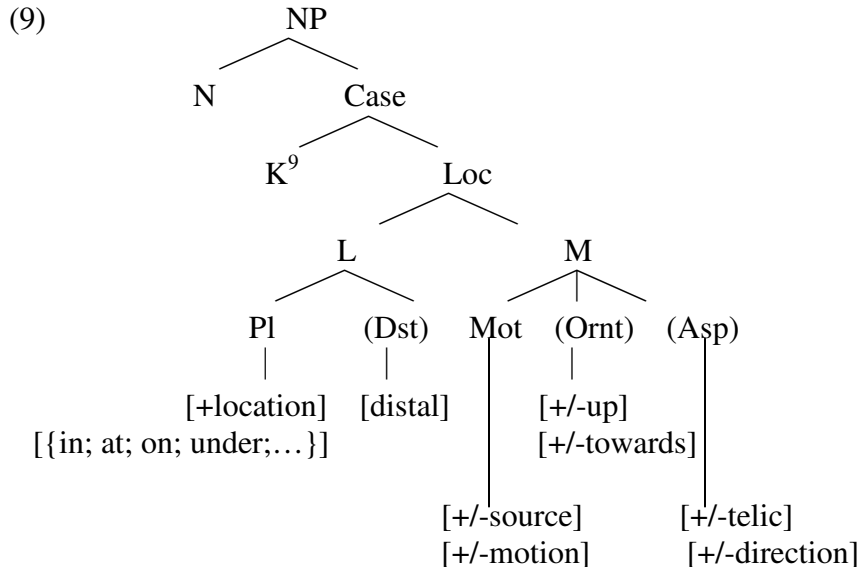 (9) NP
N Case
K⁹ Loc
L M
Pl (Dst) Mot (Ornt) (Asp)
[+location] [distal] [+/-up]
[{in; at; on; under;…}] [+/-towards]
[+/-source] [+/-telic]
[+/-motion] [+/-direction]